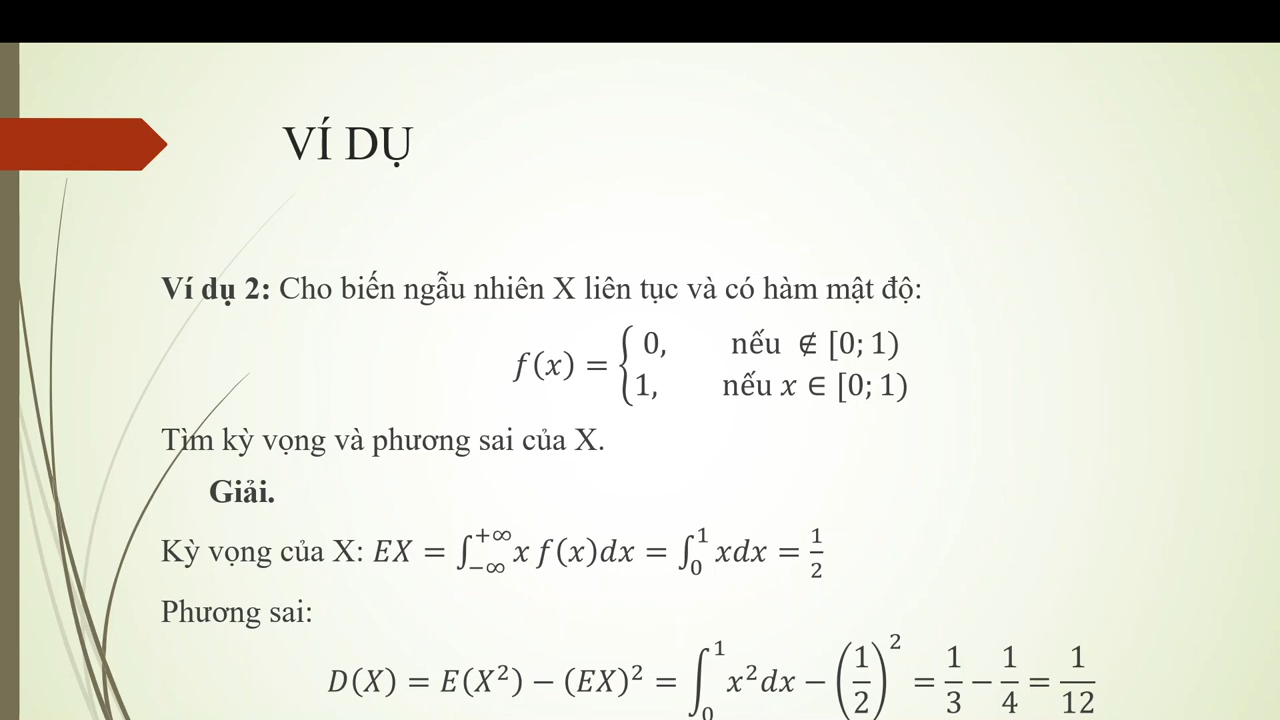 VÍ DỤ
Ví dụ 2: Cho biến ngẫu nhiên X liên tục và có hàm mật độ:
f(x) = { 0, nếu ∉ [0; 1)
1, nếu x ∈ [0; 1)
Tìm kỳ vọng và phương sai của X.
Giải.
Kỳ vọng của X: EX = ∫_{−∞}^{+∞} x f(x)dx = ∫_0^1 xdx = 1/2
Phương sai:
D(X) = E(X²) − (EX)² = ∫_0^1 x²dx − (1/2)² = 1/3 − 1/4 = 1/12